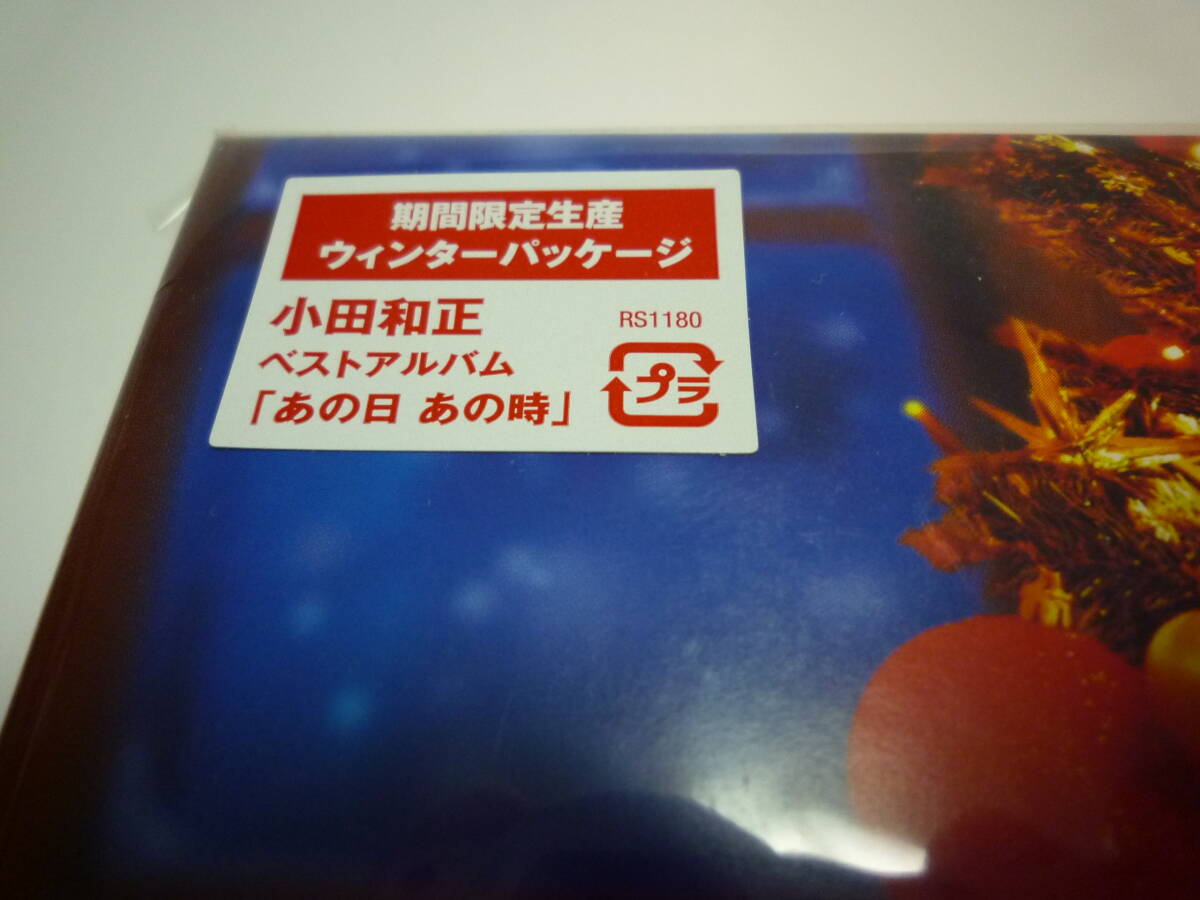 期間限定生産
ウィンターパッケージ
小田和正
RS1180
ベストアルバム
「あの日 あの時」
プラ